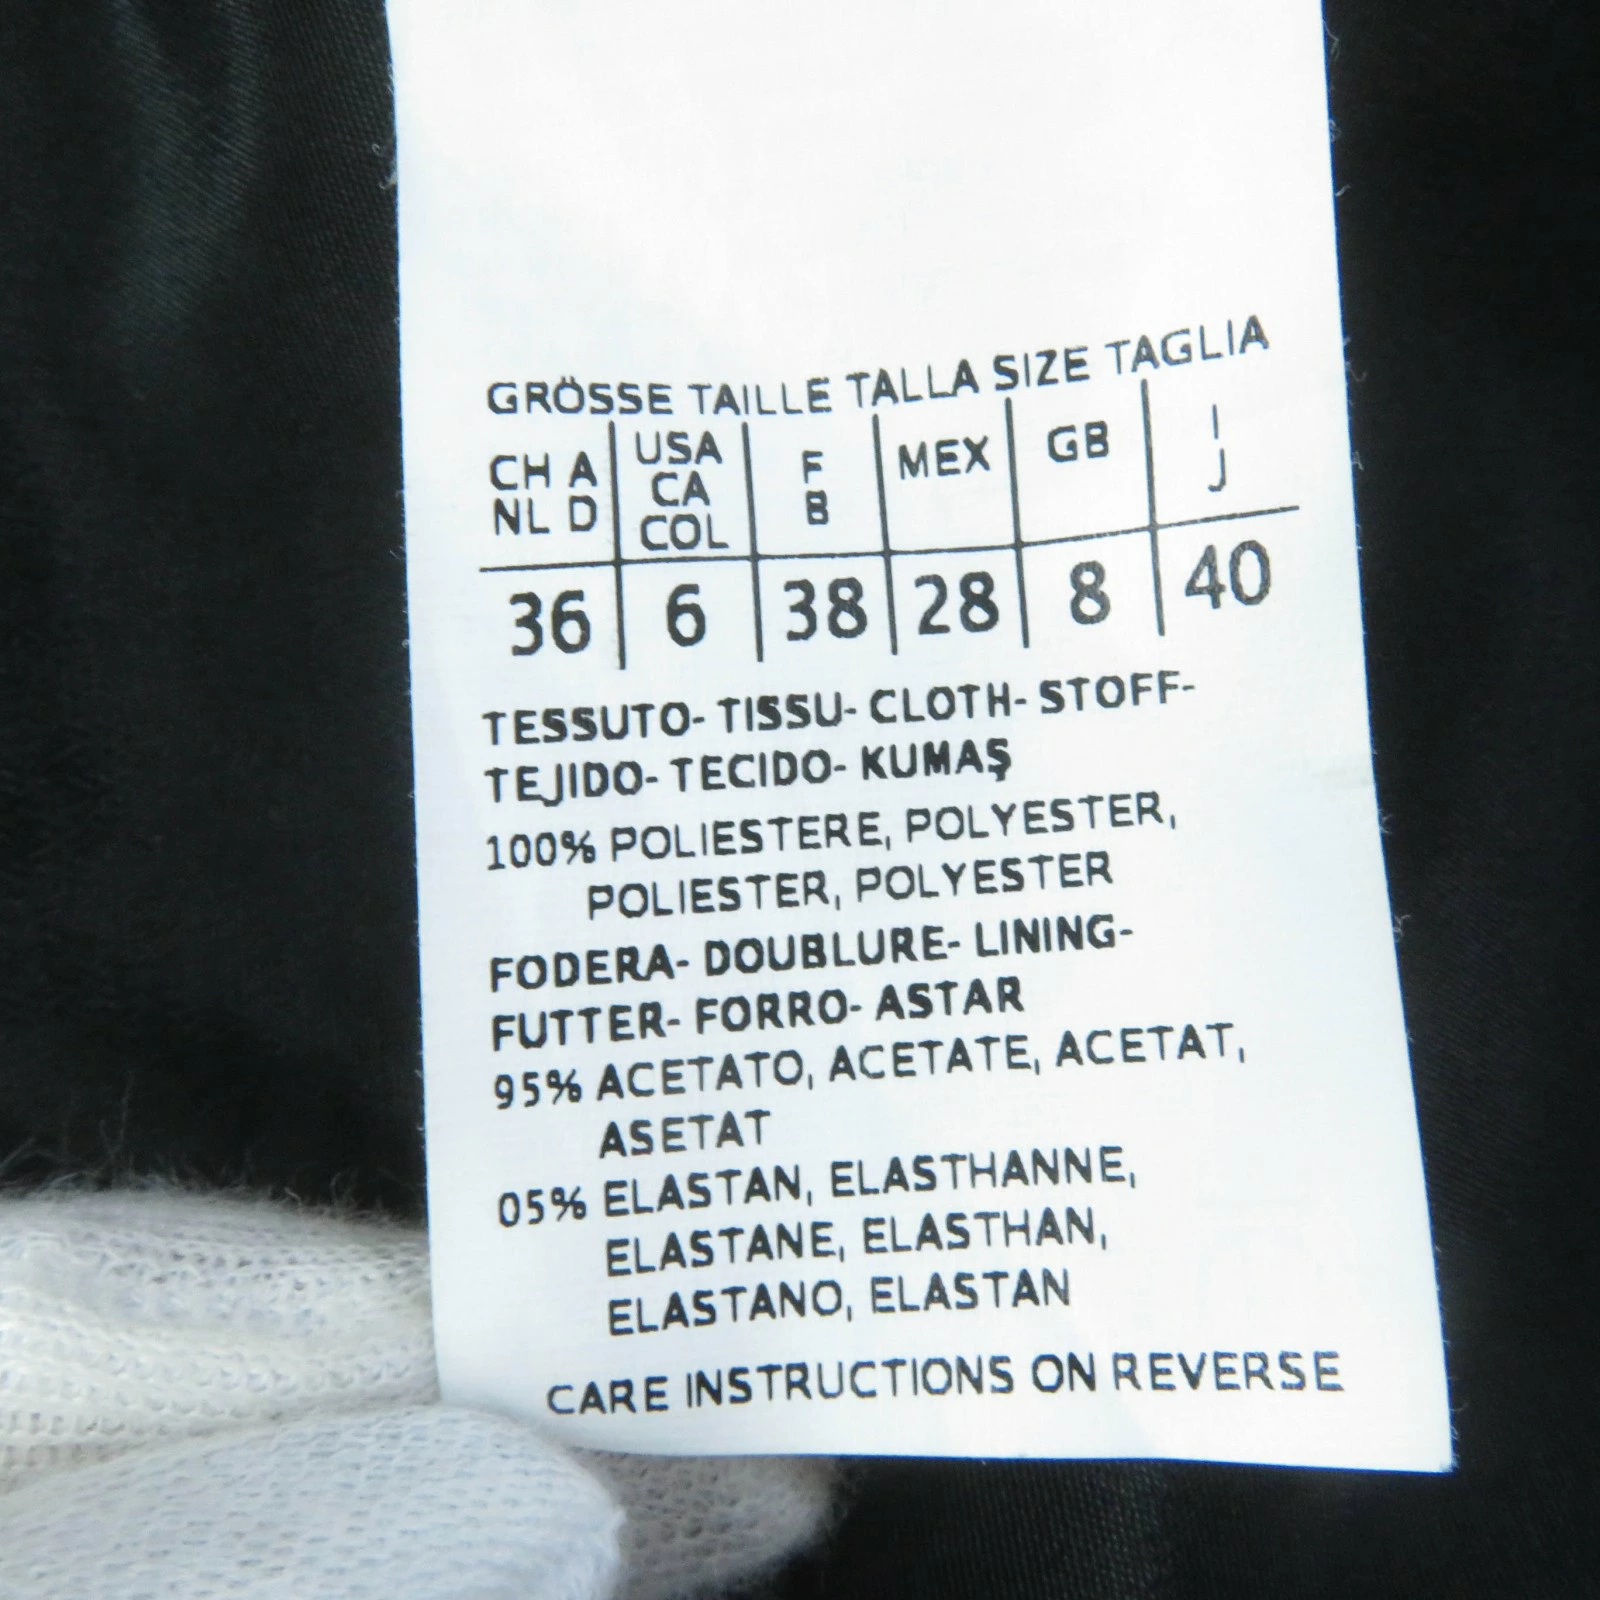 GRÖSSE TAILLE TALLA SIZE TAGLIA
CH A NL D | USA CA COL | F B | MEX | GB | I J
36 | 6 | 38 | 28 | 8 | 40
TESSUTO- TISSU- CLOTH- STOFF-
TEJIDO- TECIDO- KUMAŞ
100% POLIESTERE, POLYESTER,
POLIESTER, POLYESTER
FODERA- DOUBLURE- LINING-
FUTTER- FORRO- ASTAR
95% ACETATO, ACETATE, ACETAT,
ASETAT
05% ELASTAN, ELASTHANNE,
ELASTANE, ELASTHAN,
ELASTANO, ELASTAN
CARE INSTRUCTIONS ON REVERSE